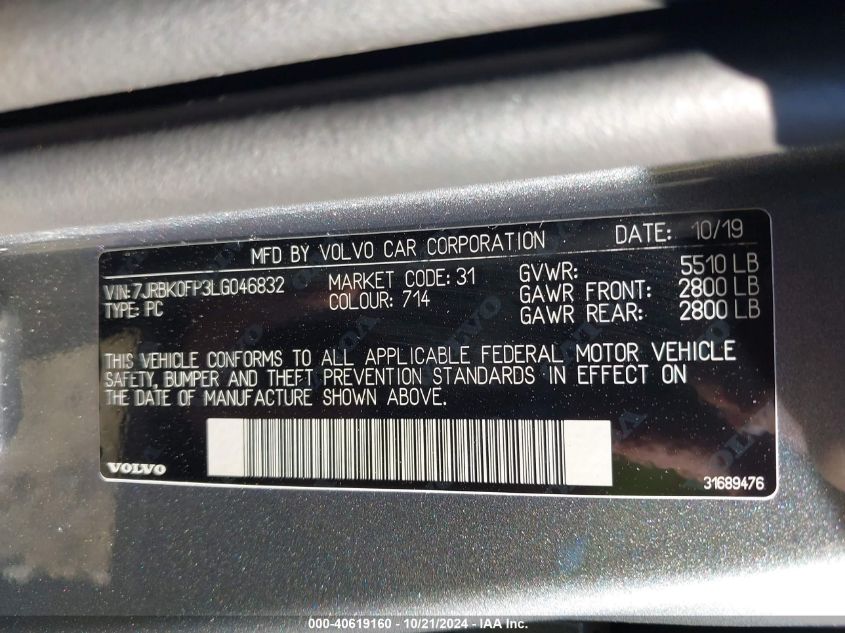 MFD BY VOLVO CAR CORPORATION DATE: 10/19
VIN:7JRBK0FP3LG046832 MARKET CODE: 31 GVWR: 5510 LB
TYPE: PC COLOUR: 714 GAWR FRONT: 2800 LB
GAWR REAR: 2800 LB
THIS VEHICLE CONFORMS TO ALL APPLICABLE FEDERAL MOTOR VEHICLE
SAFETY, BUMPER AND THEFT PREVENTION STANDARDS IN EFFECT ON
THE DATE OF MANUFACTURE SHOWN ABOVE.
VOLVO
31689476
000-40619160 - 10/21/2024 - IAA Inc.